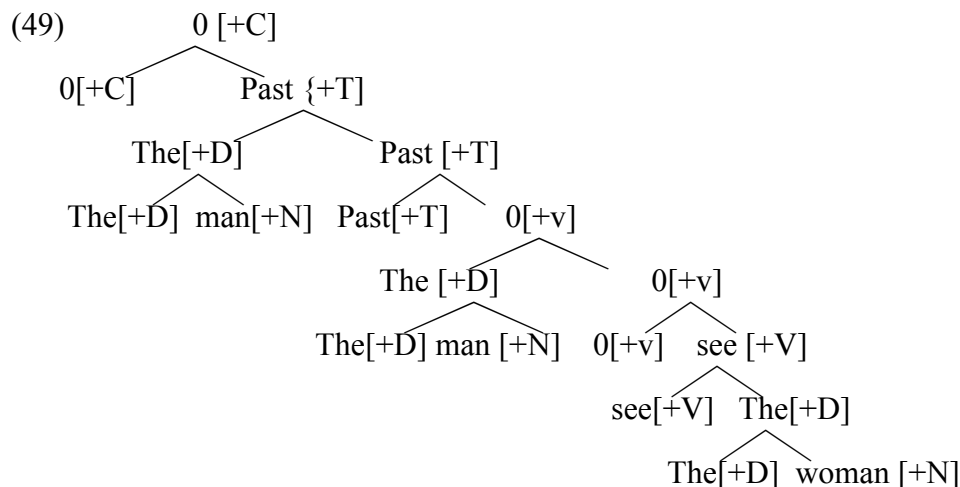 (49) 0 [+C]
0[+C] Past {+T]
The[+D] Past [+T]
The[+D] man[+N] Past[+T] 0[+v]
The [+D] 0[+v]
The[+D] man [+N] 0[+v] see [+V]
see[+V] The[+D]
The[+D] woman [+N]